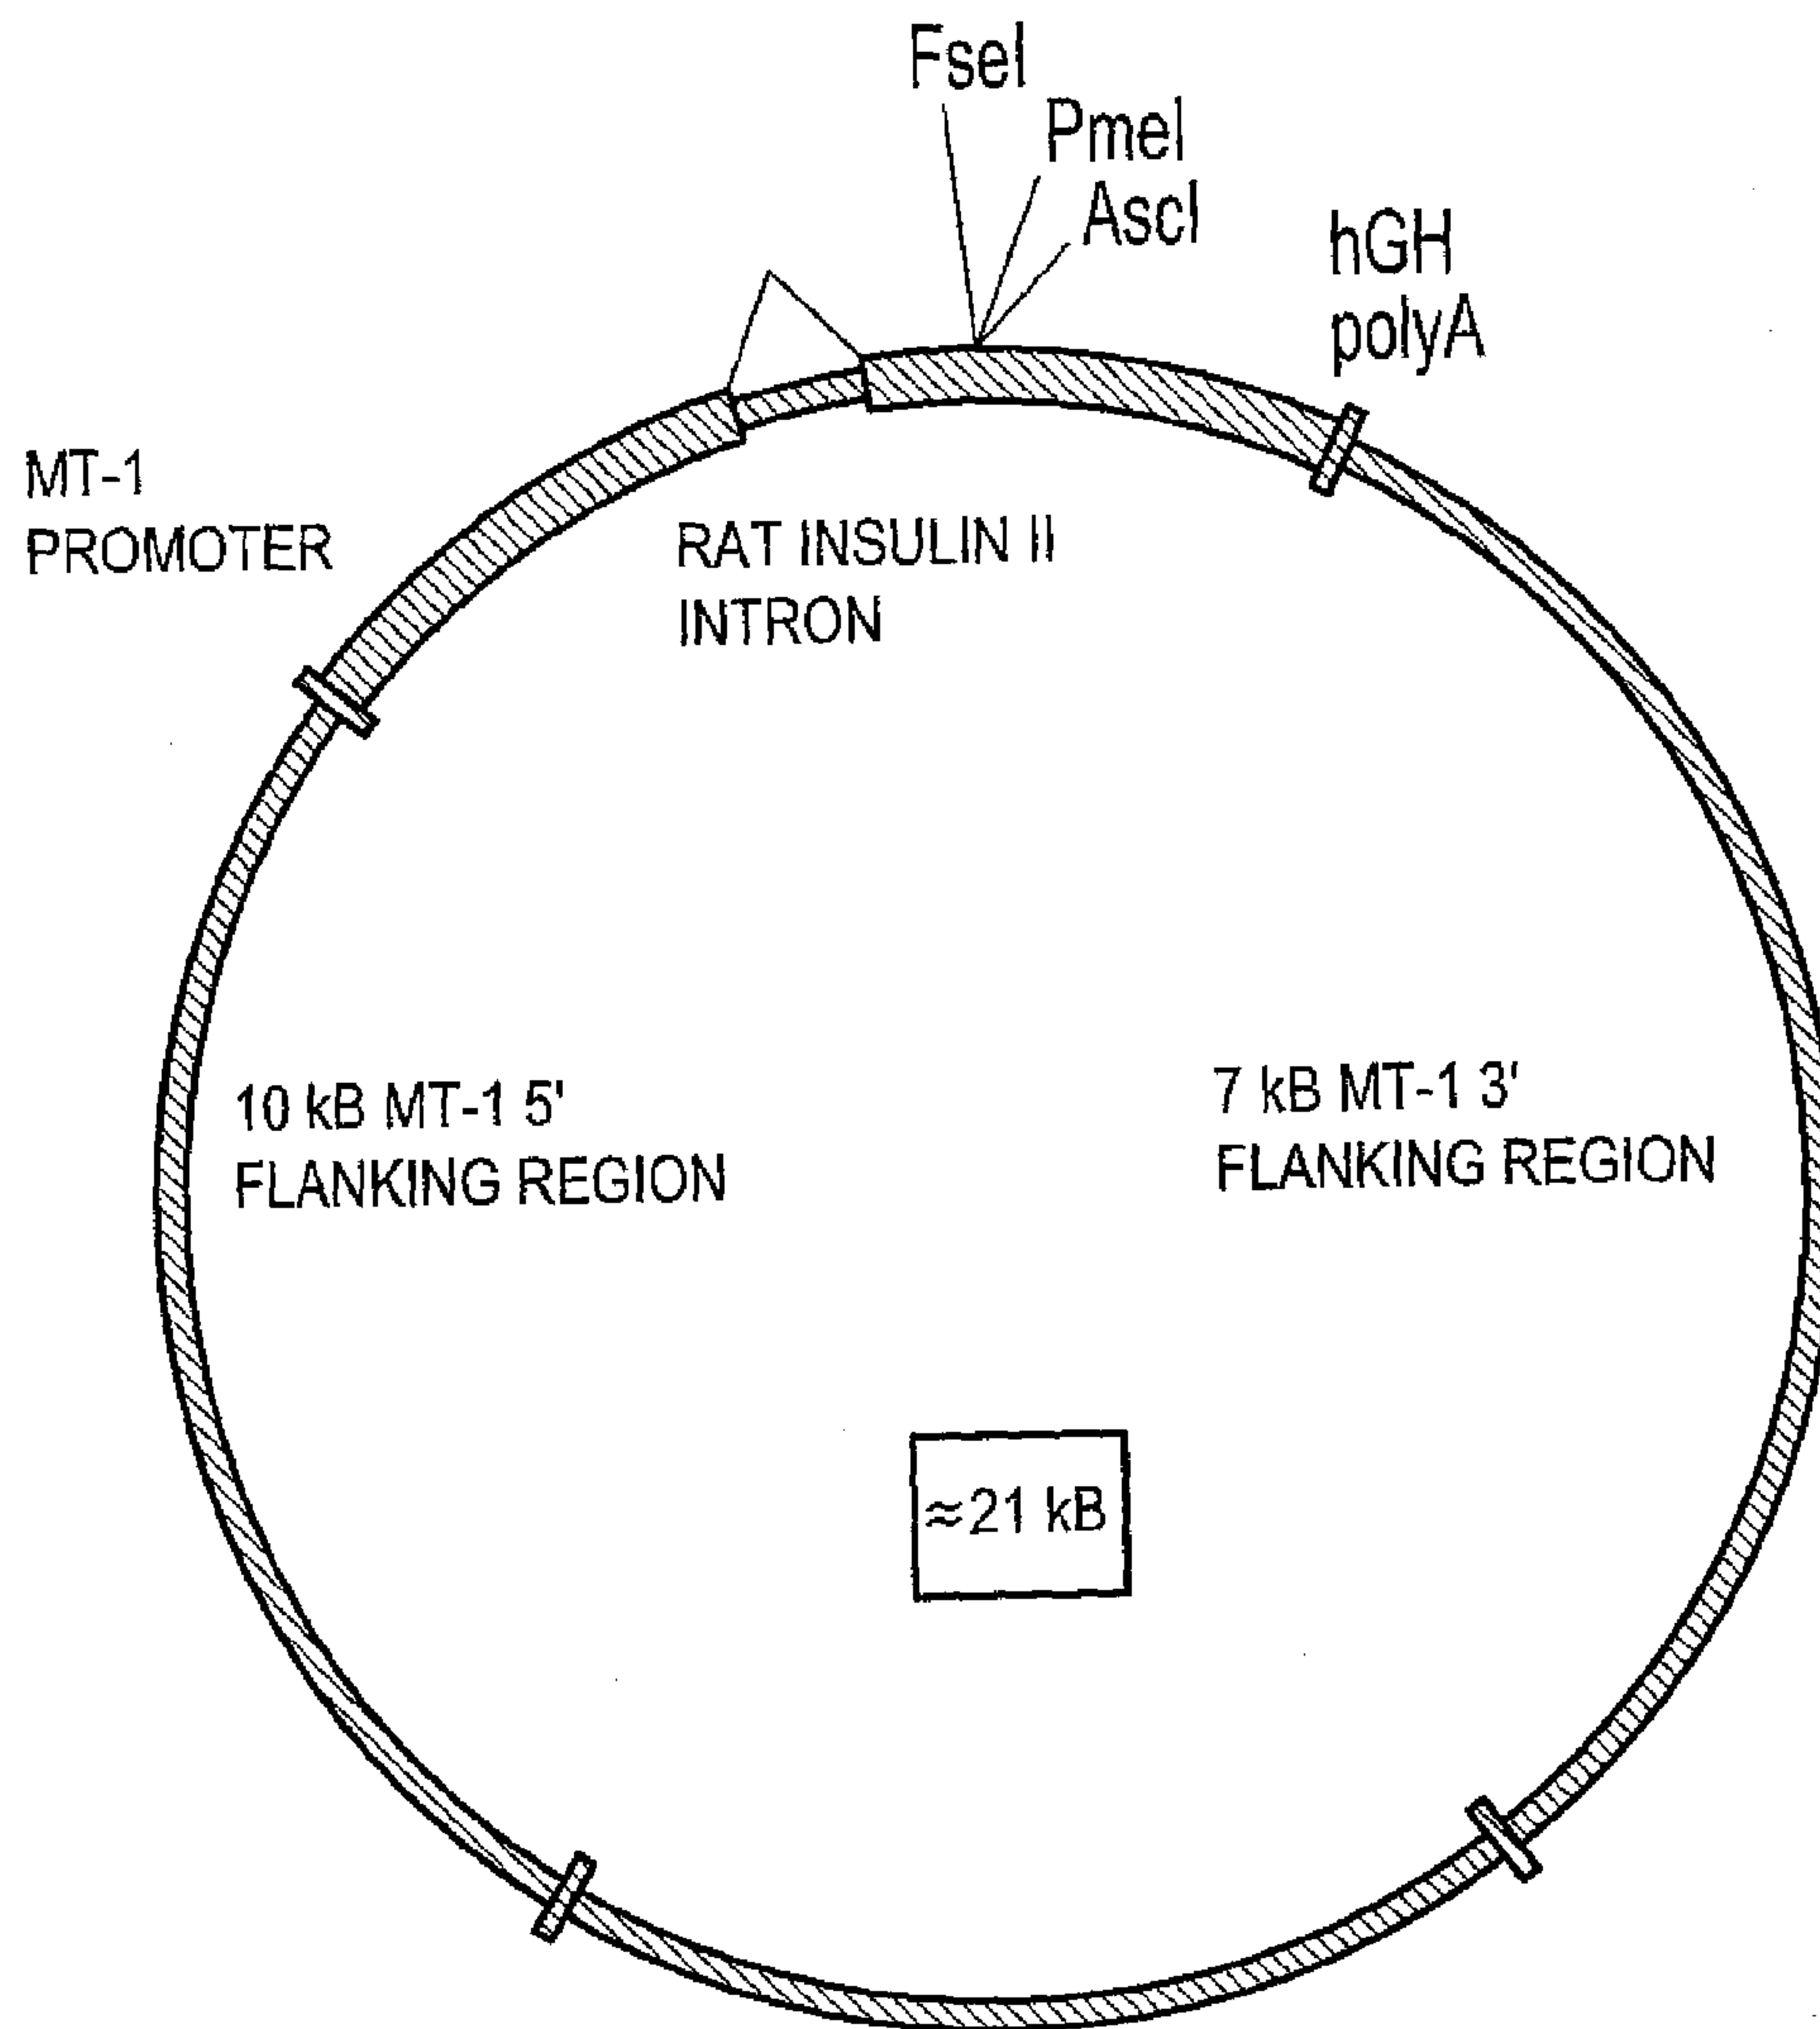 FseI
PmeI
AscI
hGH
polyA
MT-1
PROMOTER
RAT INSULIN II
INTRON
10 kB MT-1 5'
FLANKING REGION
7 kB MT-1 3'
FLANKING REGION
≈21 kB